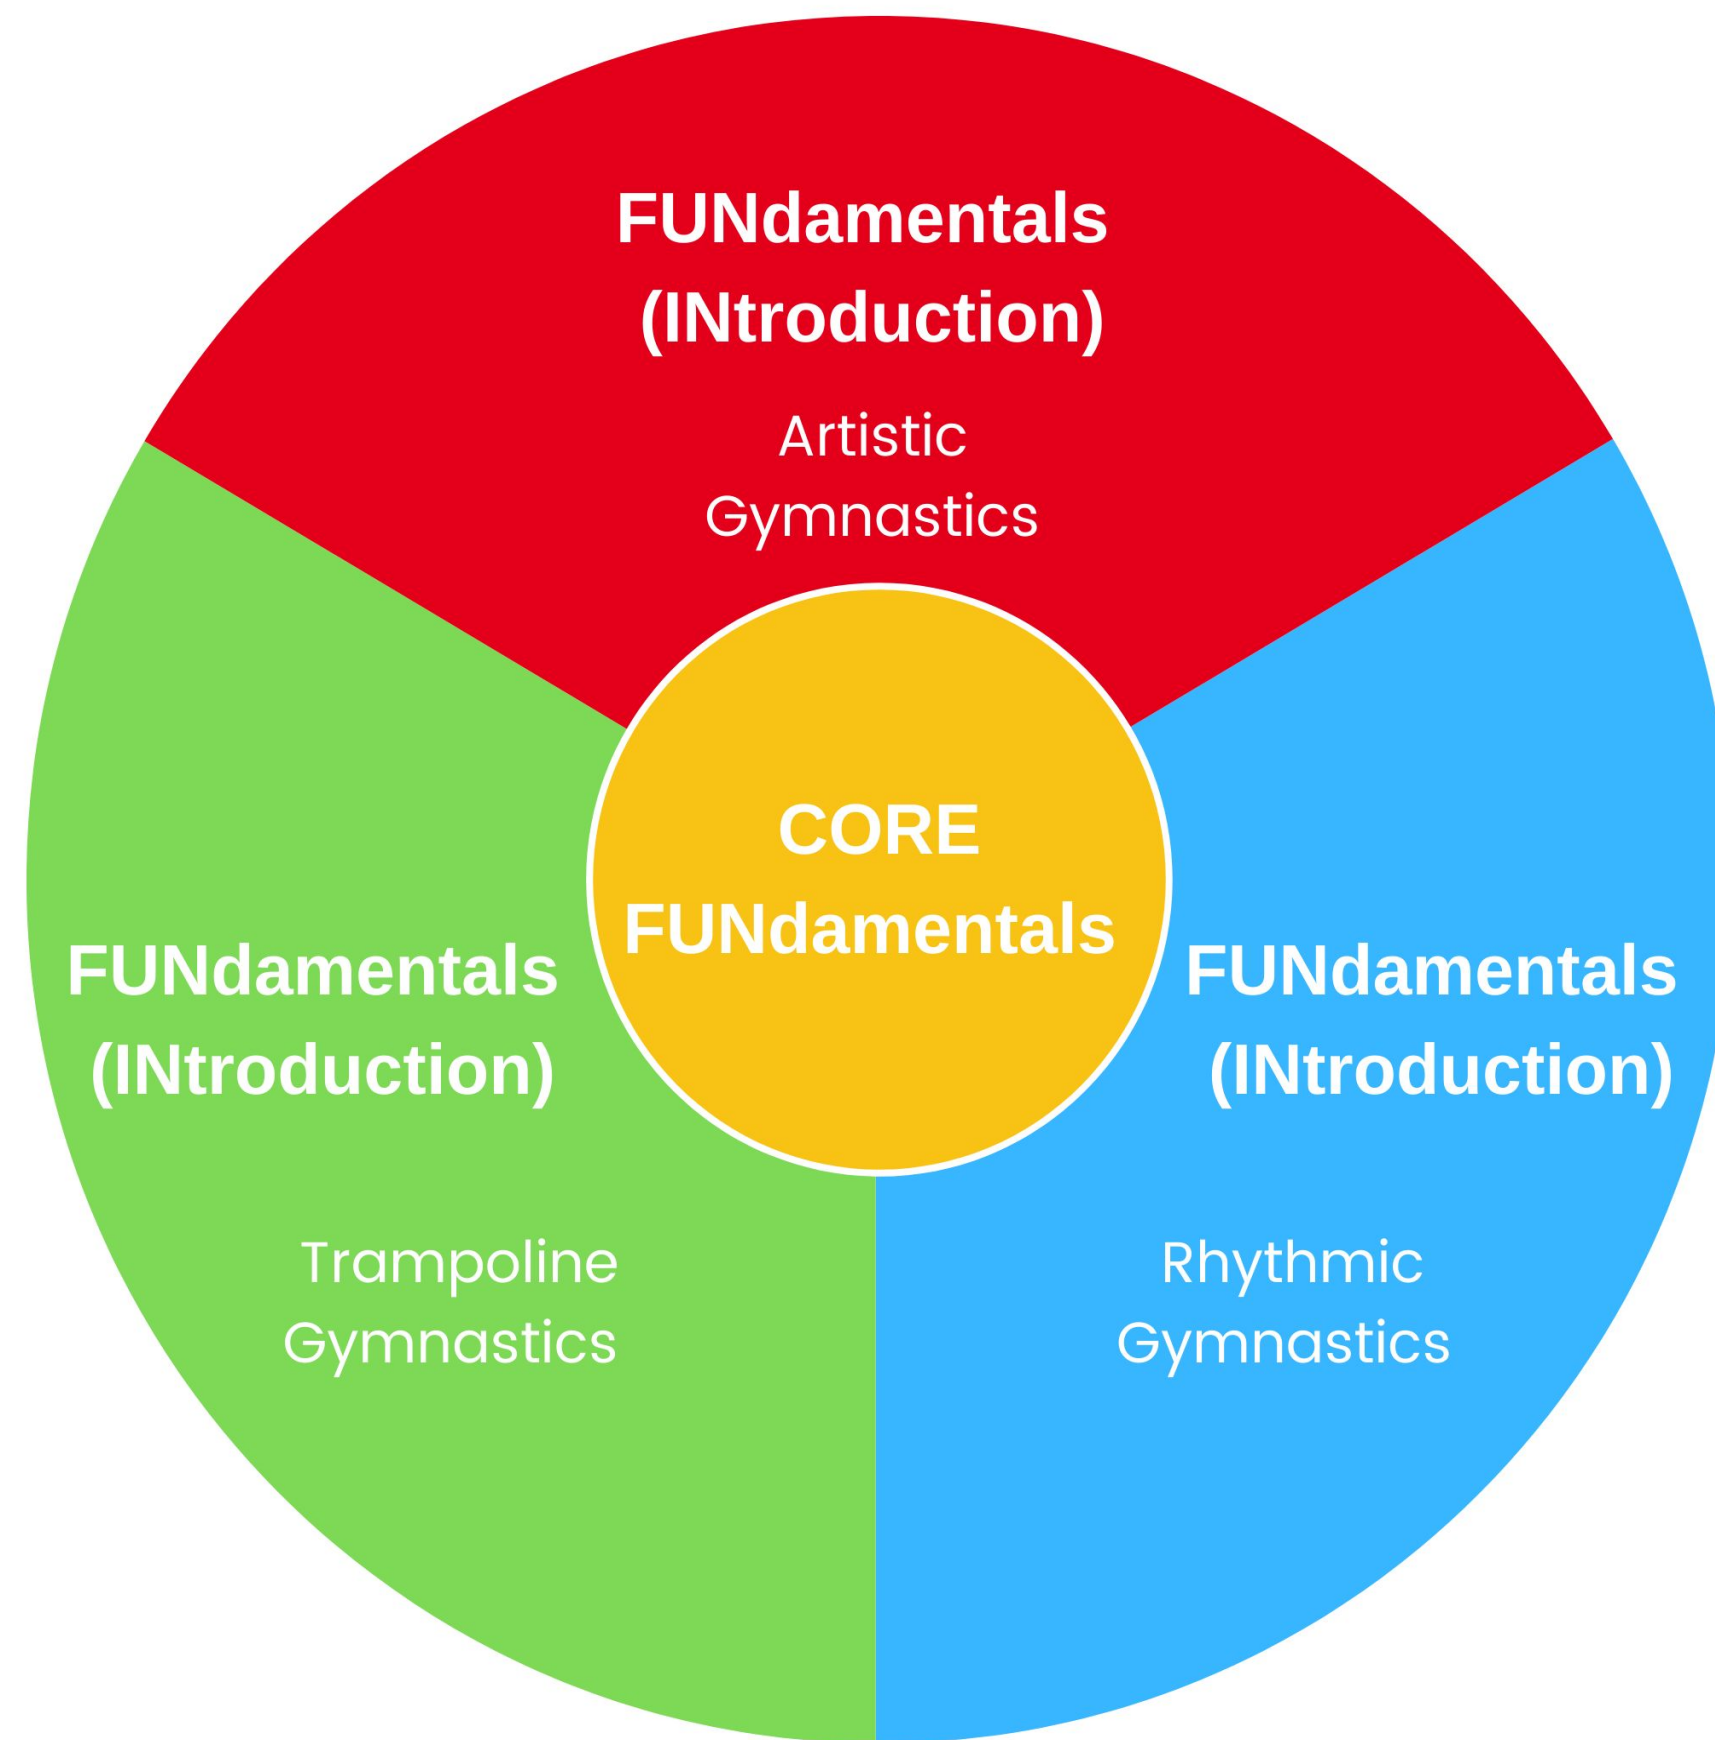 FUNdamentals
(INtroduction)
Artistic
Gymnastics
CORE
FUNdamentals
FUNdamentals
(INtroduction)
Trampoline
Gymnastics
FUNdamentals
(INtroduction)
Rhythmic
Gymnastics